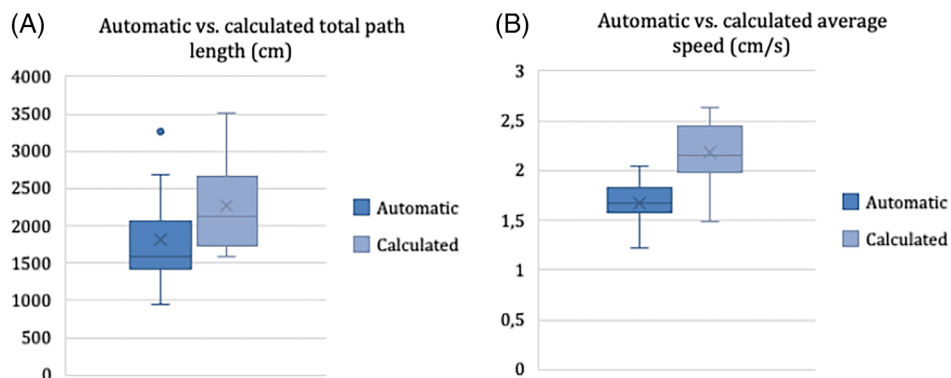 (A)
Automatic vs. calculated total path
length (cm)
4000
3500
3000
2500
2000
1500
1000
500
0
Automatic
Calculated
(B)
Automatic vs. calculated average
speed (cm/s)
3
2,5
2
1,5
1
0,5
0
Automatic
Calculated